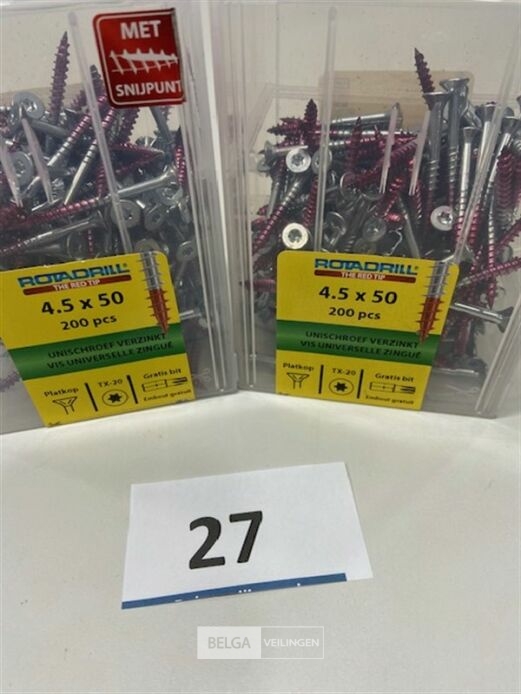 MET
SNIJPUNT
ROTADRILL
THE RED TIP
4.5 x 50
200 pcs
UNISCHROEF VERZINKT
VIS UNIVERSELLE ZINGUÉ
Platkop
TX-20
Gratis bit
Embout gratuit
ROTADRILL
THE RED TIP
4.5 x 50
200 pcs
UNISCHROEF VERZINKT
VIS UNIVERSELLE ZINGUÉ
Platkop
TX-20
Gratis bit
Embout gratuit
27
BELGA VEILINGEN